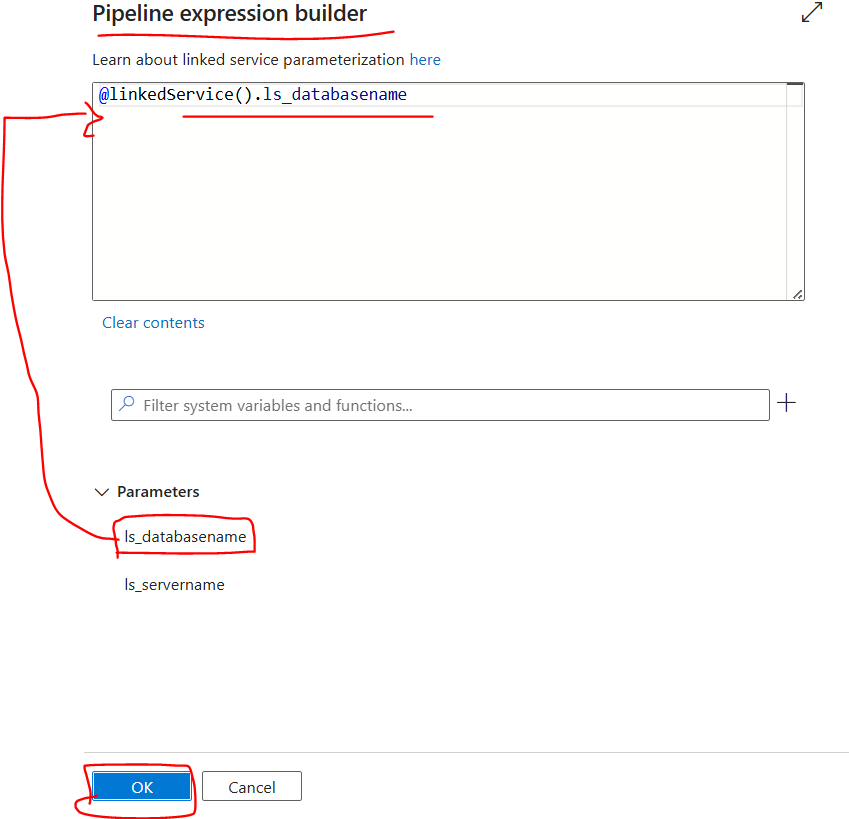 Pipeline expression builder
Learn about linked service parameterization here
@linkedService().ls_databasename
Clear contents
Filter system variables and functions...
Parameters
ls_databasename
ls_servername
OK
Cancel